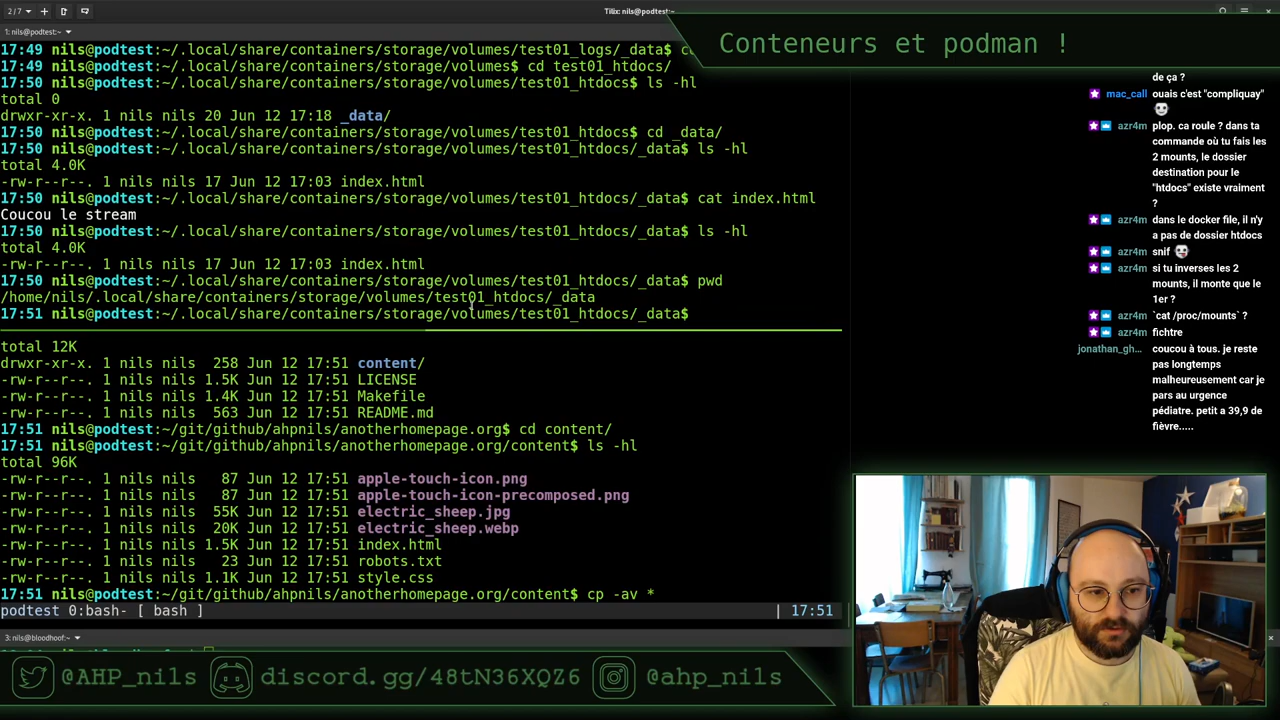 2/7
Tilix: nils@podtest:~
1: nils@podtest:~
Conteneurs et podman !
17:49 nils@podtest:~/.local/share/containers/storage/volumes/test01_logs/_data$
17:49 nils@podtest:~/.local/share/containers/storage/volumes$ cd test01_htdocs/
17:50 nils@podtest:~/.local/share/containers/storage/volumes/test01_htdocs$ ls -hl
total 0
drwxr-xr-x. 1 nils nils 20 Jun 12 17:18 _data/
17:50 nils@podtest:~/.local/share/containers/storage/volumes/test01_htdocs$ cd _data/
17:50 nils@podtest:~/.local/share/containers/storage/volumes/test01_htdocs/_data$ ls -hl
total 4.0K
-rw-r--r--. 1 nils nils 17 Jun 12 17:03 index.html
17:50 nils@podtest:~/.local/share/containers/storage/volumes/test01_htdocs/_data$ cat index.html
Coucou le stream
17:50 nils@podtest:~/.local/share/containers/storage/volumes/test01_htdocs/_data$ ls -hl
total 4.0K
-rw-r--r--. 1 nils nils 17 Jun 12 17:03 index.html
17:50 nils@podtest:~/.local/share/containers/storage/volumes/test01_htdocs/_data$ pwd
/home/nils/.local/share/containers/storage/volumes/test01_htdocs/_data
17:51 nils@podtest:~/.local/share/containers/storage/volumes/test01_htdocs/_data$
total 12K
drwxr-xr-x. 1 nils nils 258 Jun 12 17:51 content/
-rw-r--r--. 1 nils nils 1.5K Jun 12 17:51 LICENSE
-rw-r--r--. 1 nils nils 1.4K Jun 12 17:51 Makefile
-rw-r--r--. 1 nils nils 563 Jun 12 17:51 README.md
17:51 nils@podtest:~/git/github/ahpnils/anotherhomepage.org$ cd content/
17:51 nils@podtest:~/git/github/ahpnils/anotherhomepage.org/content$ ls -hl
total 96K
-rw-r--r--. 1 nils nils 87 Jun 12 17:51 apple-touch-icon.png
-rw-r--r--. 1 nils nils 87 Jun 12 17:51 apple-touch-icon-precomposed.png
-rw-r--r--. 1 nils nils 55K Jun 12 17:51 electric_sheep.jpg
-rw-r--r--. 1 nils nils 20K Jun 12 17:51 electric_sheep.webp
-rw-r--r--. 1 nils nils 1.5K Jun 12 17:51 index.html
-rw-r--r--. 1 nils nils 23 Jun 12 17:51 robots.txt
-rw-r--r--. 1 nils nils 1.1K Jun 12 17:51 style.css
17:51 nils@podtest:~/git/github/ahpnils/anotherhomepage.org/content$ cp -av *
podtest 0:bash- [ bash ] | 17:51
3: nils@bloodhoof:~
de ça ?
mac_call ouais c'est "compliquay"
azr4m plop. ca roule ? dans ta
commande où tu fais les
2 mounts, le dossier
destination pour le
"htdocs" existe vraiment
?
azr4m dans le docker file, il n'y
a pas de dossier htdocs
azr4m snif
azr4m si tu inverses les 2
mounts, il monte que le
1er ?
azr4m `cat /proc/mounts` ?
azr4m fichtre
jonathan_gh... coucou à tous. je reste
pas longtemps
malheureusement car je
pars au urgence
pédiatre. petit a 39,9 de
fièvre.....
@AHP_nils
discord.gg/48tN36XQZ6
@ahp_nils